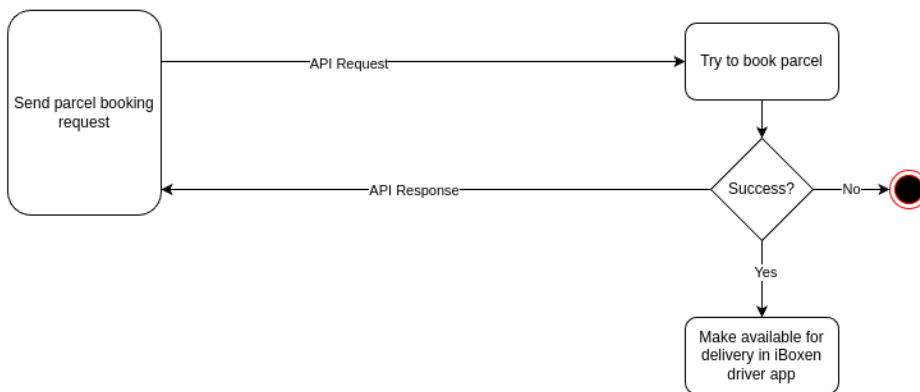 Try to book parcel
API Request
Send parcel booking
request
API Response
Success?
No
Yes
Make available for
delivery in iBoxen
driver app